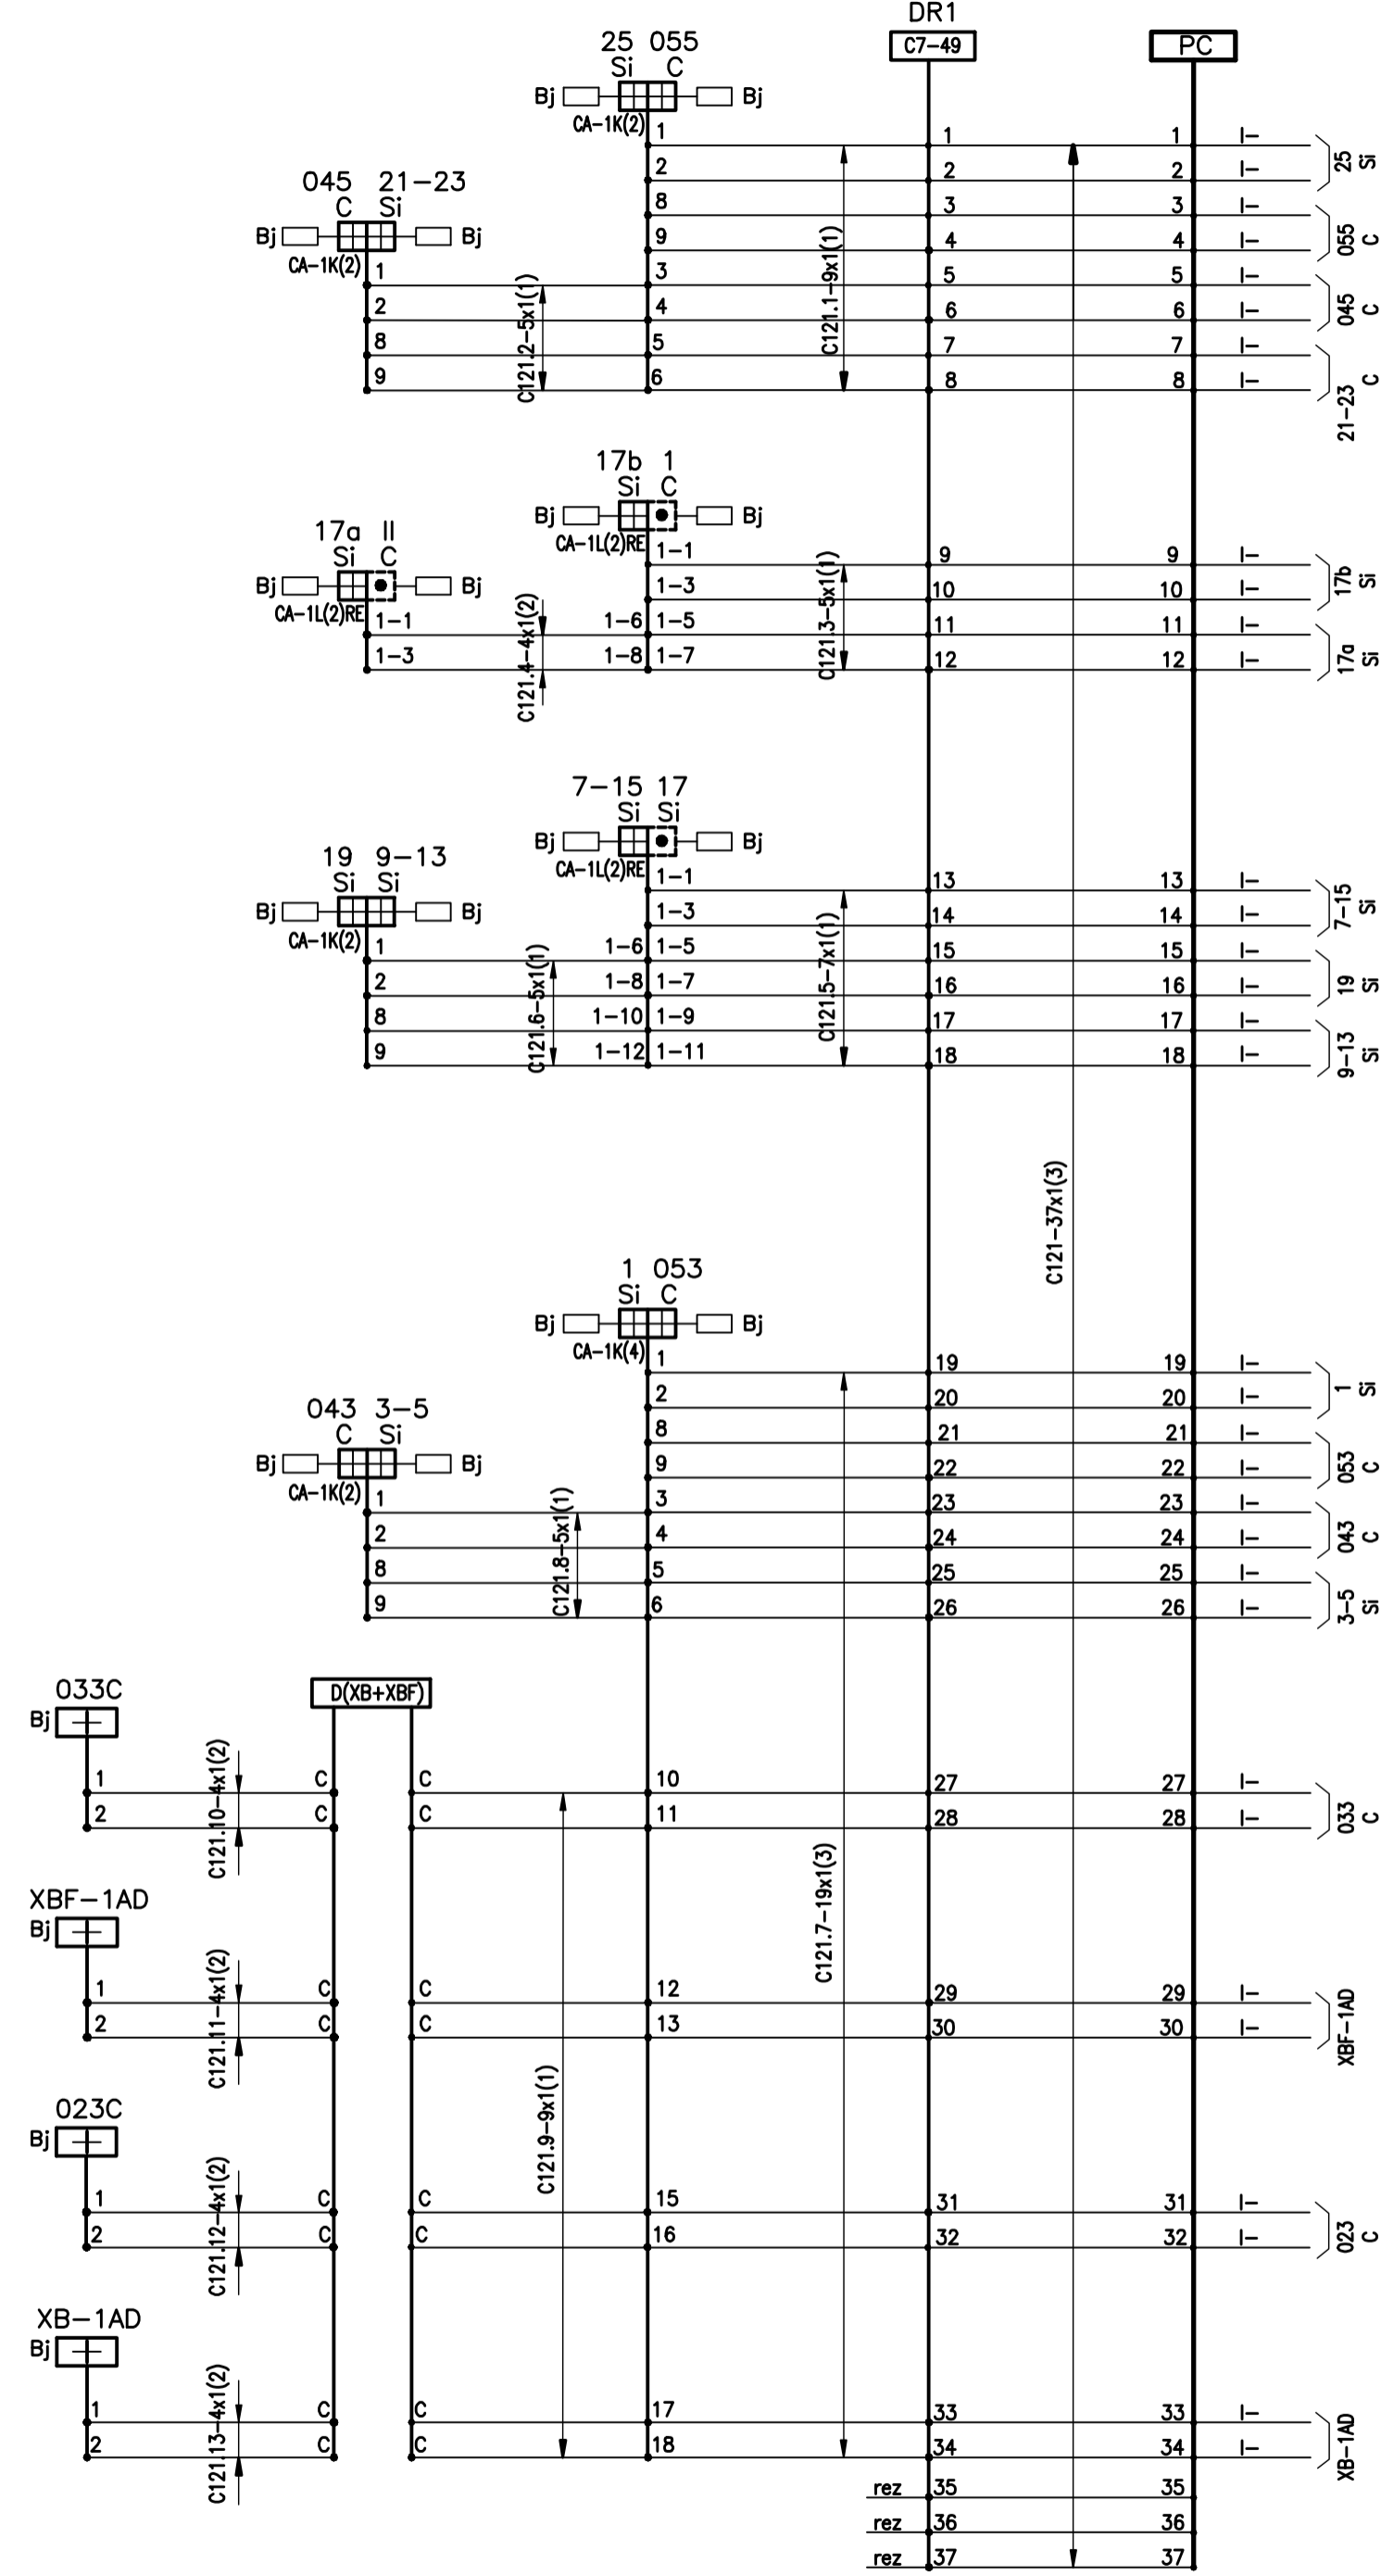 DR1
C7-49
PC
25 055
Si C
Bj Bj
CA-1K(2)
1 1 1 I-
2 2 2 I-
25
Si
8 3 3 I-
9 4 4 I-
055
C
045 21-23
C Si
Bj Bj
CA-1K(2)
1 3 5 5 I-
2 4 6 6 I-
045
C
8 5 7 7 I-
9 6 8 8 I-
21-23
C
C121.2-5x1(1)
C121.1-9x1(1)
17b 1
Si C
Bj Bj
CA-1L(2)RE
1-1 9 9 I-
1-3 10 10 I-
17b
Si
17a II
Si C
Bj Bj
CA-1L(2)RE
1-1 1-6 1-5 11 11 I-
1-3 1-8 1-7 12 12 I-
17a
Si
C121.4-4x1(2)
C121.3-5x1(1)
7-15 17
Si Si
Bj Bj
CA-1L(2)RE
1-1 13 13 I-
1-3 14 14 I-
7-15
Si
19 9-13
Si Si
Bj Bj
CA-1K(2)
1 1-6 1-5 15 15 I-
2 1-8 1-7 16 16 I-
19
Si
8 1-10 1-9 17 17 I-
9 1-12 1-11 18 18 I-
9-13
Si
C121.6-5x1(1)
C121.5-7x1(1)
C121-37x1(3)
1 053
Si C
Bj Bj
CA-1K(4)
1 19 19 I-
2 20 20 I-
1
Si
8 21 21 I-
9 22 22 I-
053
C
043 3-5
C Si
Bj Bj
CA-1K(2)
1 3 23 23 I-
2 4 24 24 I-
043
C
8 5 25 25 I-
9 6 26 26 I-
3-5
Si
C121.8-5x1(1)
D(XB+XBF)
033C
Bj
1 C C 10 27 27 I-
2 C C 11 28 28 I-
033
C
C121.10-4x1(2)
C121.7-19x1(3)
XBF-1AD
Bj
1 C C 12 29 29 I-
2 C C 13 30 30 I-
XBF-1AD
C121.11-4x1(2)
C121.9-9x1(1)
023C
Bj
1 C C 15 31 31 I-
2 C C 16 32 32 I-
023
C
C121.12-4x1(2)
XB-1AD
Bj
1 C C 17 33 33 I-
2 C C 18 34 34 I-
XB-1AD
C121.13-4x1(2)
rez 35 35
rez 36 36
rez 37 37